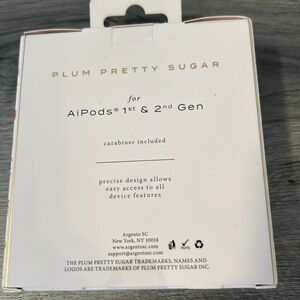 PLUM PRETTY SUGAR
for
AiPods® 1st & 2nd Gen
carabiner included
precise design allows
easy access to all
device features
Argento SC
New York, NY 10018
www.argentosc.com
support@argentosc.com
THE PLUM PRETTY SUGAR TRADEMARKS, NAMES AND
LOGOS ARE TRADEMARKS OF PLUM PRETTY SUGAR INC.